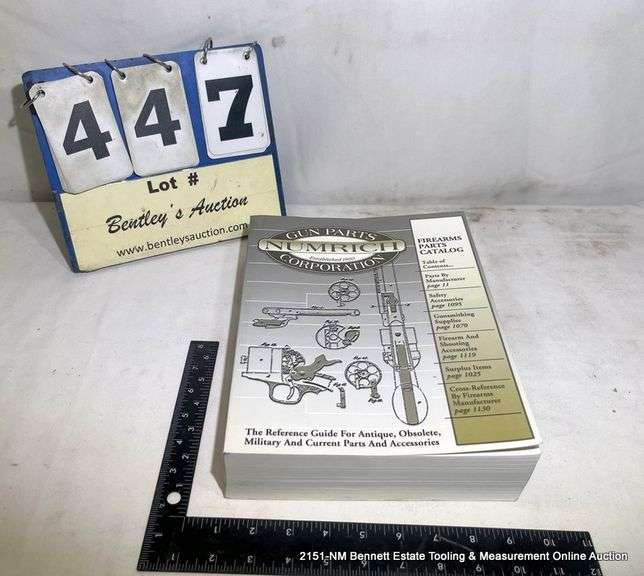 447
Lot #
Bentley's Auction
www.bentleysauction.com
GUN PARTS
NUMRICH
Established 1950
CORPORATION
FIREARMS
PARTS
CATALOG
Table of
Contents...
Parts By
Manufacturer
page 11
Safety
Accessories
page 1095
Gunsmithing
Supplies
page 1070
Firearm And
Shooting
Accessories
page 1119
Surplus Items
page 1025
Cross-Reference
By Firearms
Manufacturer
page 1130
The Reference Guide For Antique, Obsolete,
Military And Current Parts And Accessories
2151-NM Bennett Estate Tooling & Measurement Online Auction